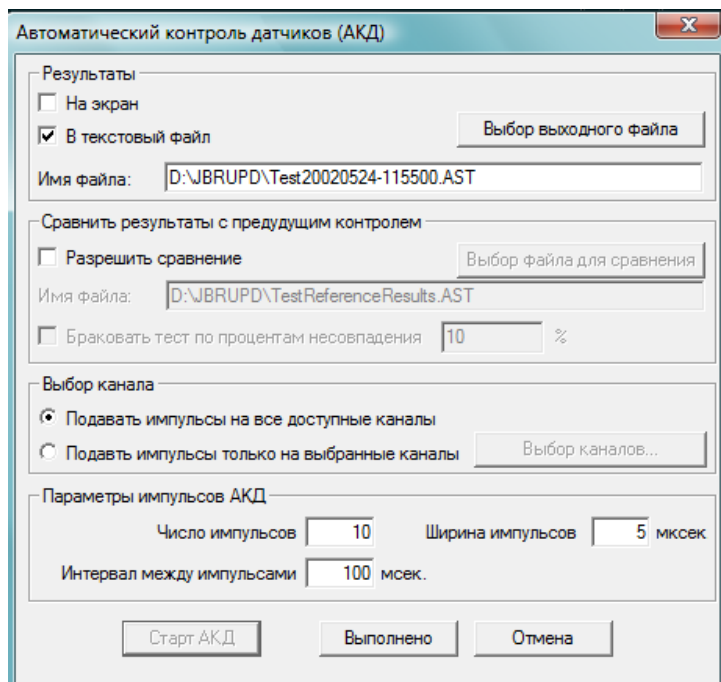 Автоматический контроль датчиков (АКД)
Результаты
На экран
В текстовый файл
Выбор выходного файла
Имя файла: D:\JBRUPD\Test20020524-115500.AST
Сравнить результаты с предудущим контролем
Разрешить сравнение
Выбор файла для сравнения
Имя файла: D:\JBRUPD\TestReferenceResults.AST
Браковать тест по процентам несовпадения 10 %
Выбор канала
Подавать импульсы на все доступные каналы
Подавть импульсы только на выбранные каналы
Выбор каналов...
Параметры импульсов АКД
Число импульсов 10 Ширина импульсов 5 мксек
Интервал между импульсами 100 мсек.
Старт АКД Выполнено Отмена